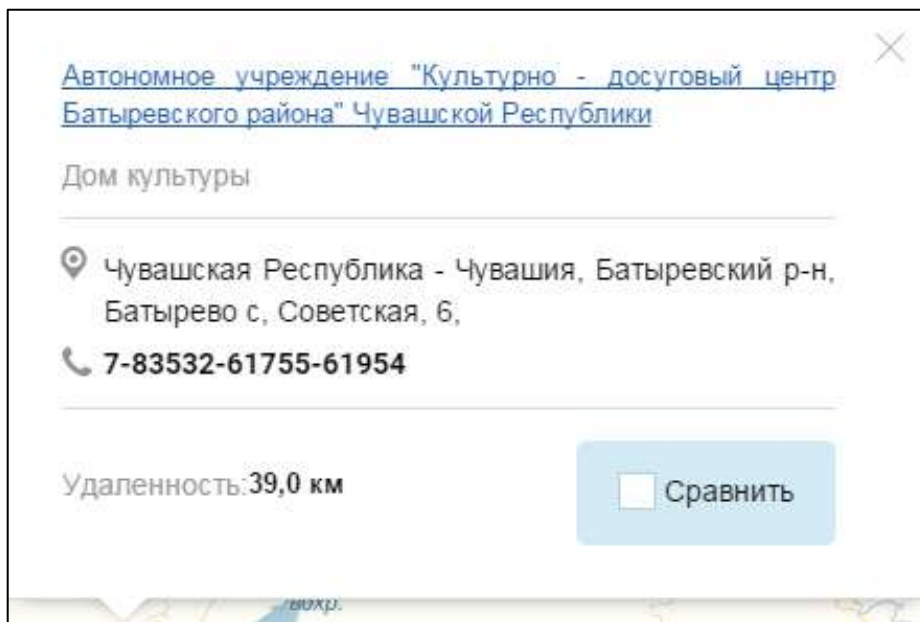 Автономное учреждение "Культурно - досуговый центр
Батыревского района" Чувашской Республики
Дом культуры
Чувашская Республика - Чувашия, Батыревский р-н,
Батырево с, Советская, 6,
7-83532-61755-61954
Удаленность:39,0 км
Сравнить
вохр.